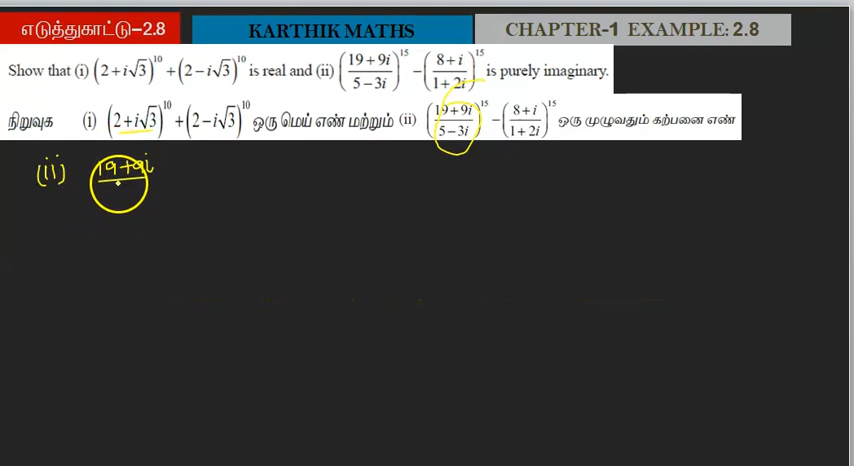 எடுத்துகாட்டு–2.8
KARTHIK MATHS
CHAPTER-1 EXAMPLE: 2.8
Show that (i) (2+i√3)^10 + (2−i√3)^10 is real and (ii) ((19+9i)/(5−3i))^15 − ((8+i)/(1+2i))^15 is purely imaginary.
நிறுவுக (i) (2+i√3)^10 + (2−i√3)^10 ஒரு மெய் எண் மற்றும் (ii) ((19+9i)/(5−3i))^15 − ((8+i)/(1+2i))^15 ஒரு முழுவதும் கற்பனை எண்
(ii) 19+9i